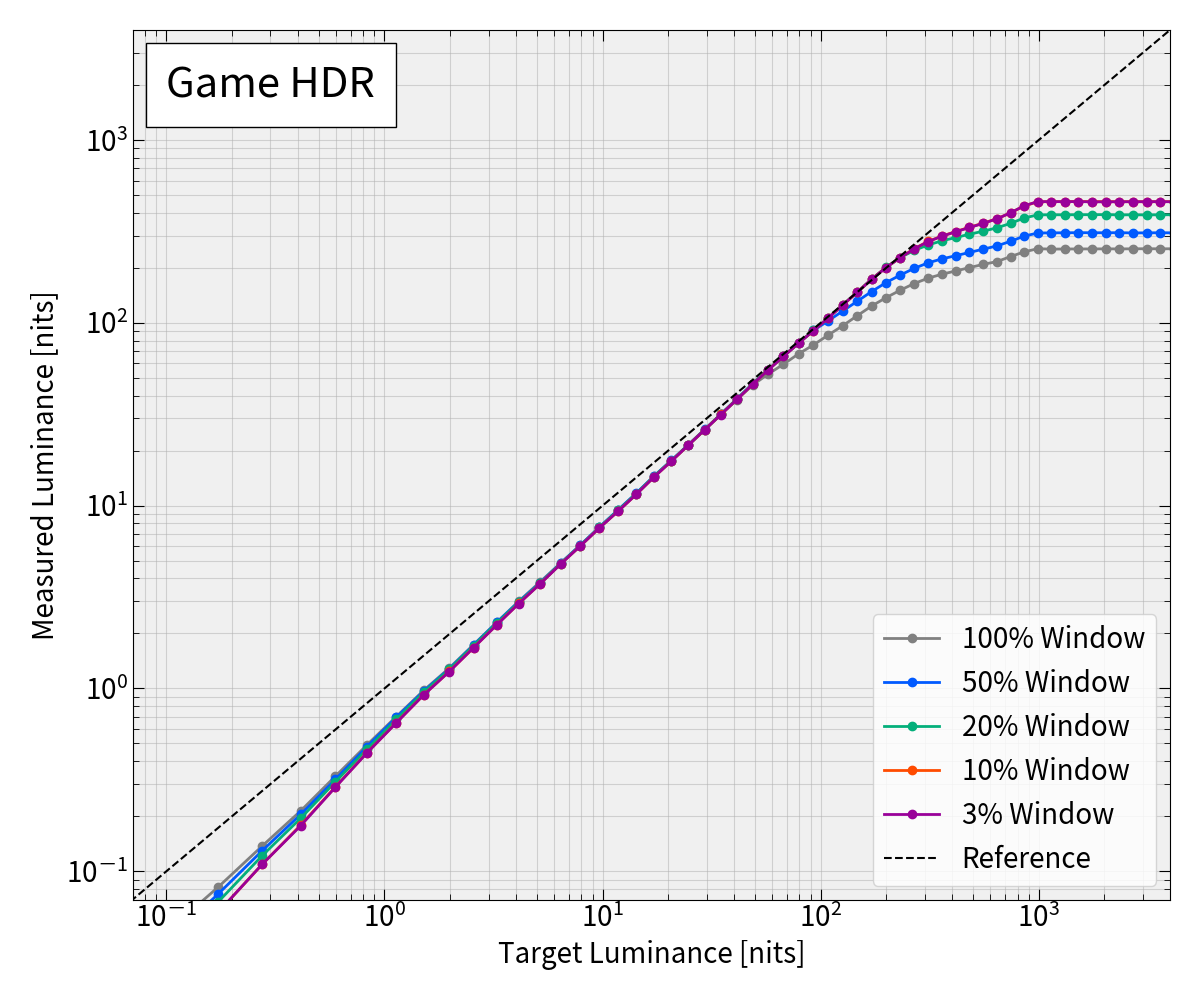 Game HDR
Measured Luminance [nits]
10³
10²
10¹
10⁰
10⁻¹
100% Window
50% Window
20% Window
10% Window
3% Window
Reference
10⁻¹ 10⁰ 10¹ 10² 10³
Target Luminance [nits]